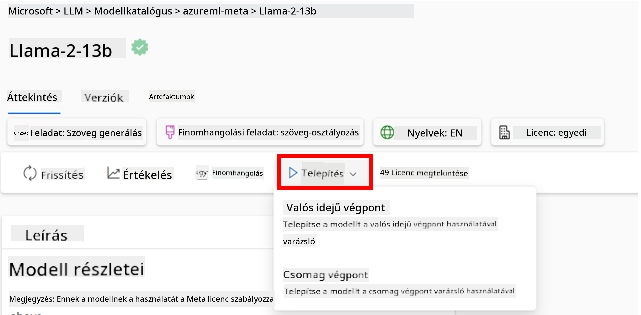 Microsoft > LLM > Modellkatalógus > azureml-meta > Llama-2-13b
Llama-2-13b
Áttekintés Verziók Artefaktumok
Feladat: Szöveg generálás Finomhangolási feladat: szöveg-osztályozás Nyelvek: EN Licenc: egyedi
Frissítés Értékelés Finomhangolás Telepítés 49 Licenc megtekintése
Valós idejű végpont
Telepítse a modellt a valós idejű végpont használatával
varázsló
Csomag végpont
Telepítse a modellt a csomag végpont varázsló használatával
Leírás
Modell részletei
Megjegyzés: Ennek a modellnek a használatát a Meta licenc szabályozza